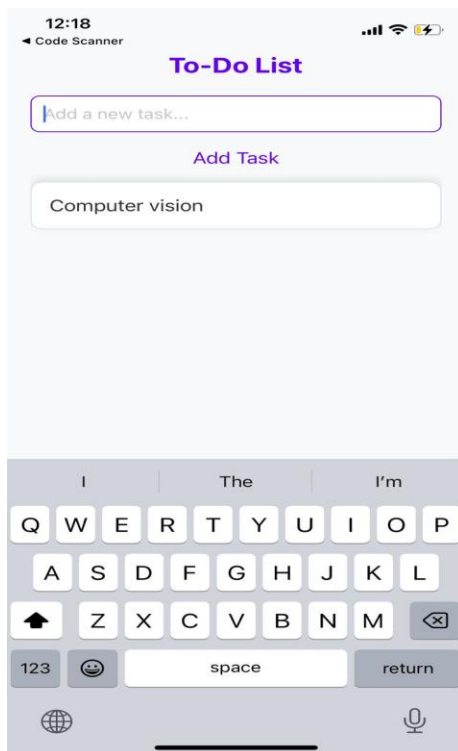 12:18
◀ Code Scanner
To-Do List
Add a new task...
Add Task
Computer vision
I The I'm
Q W E R T Y U I O P
A S D F G H J K L
Z X C V B N M
123 space return